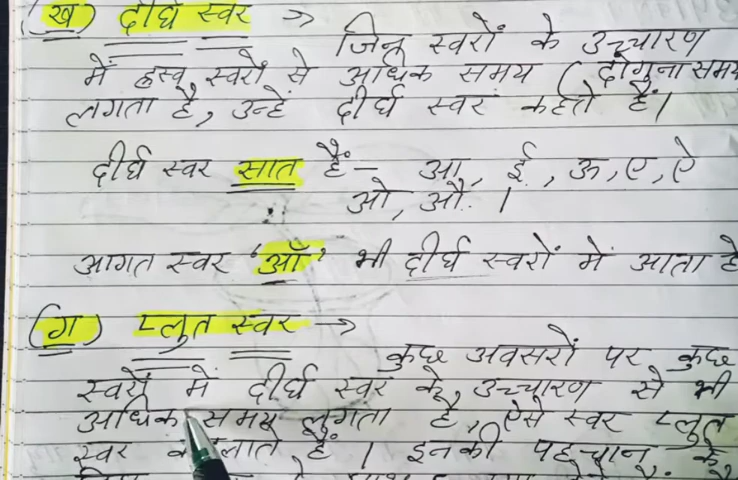 (ख) दीर्घ स्वर →
जिन स्वरों के उच्चारण
में ह्रस्व स्वरों से अधिक समय (दोगुना समय
लगता है, उन्हें दीर्घ स्वर कहते हैं।
दीर्घ स्वर सात हैं – आ, ई, ऊ, ए, ऐ
ओ, औ.. ।
आगत स्वर 'ऑ' भी दीर्घ स्वरों में आता है
(ग) प्लुत स्वर →
कुछ अवसरों पर कुछ
स्वरों में दीर्घ स्वर के उच्चारण से भी
अधिक समय लगता है, ऐसे स्वर प्लुत
स्वर कहलाते हैं । इनकी पहचान के